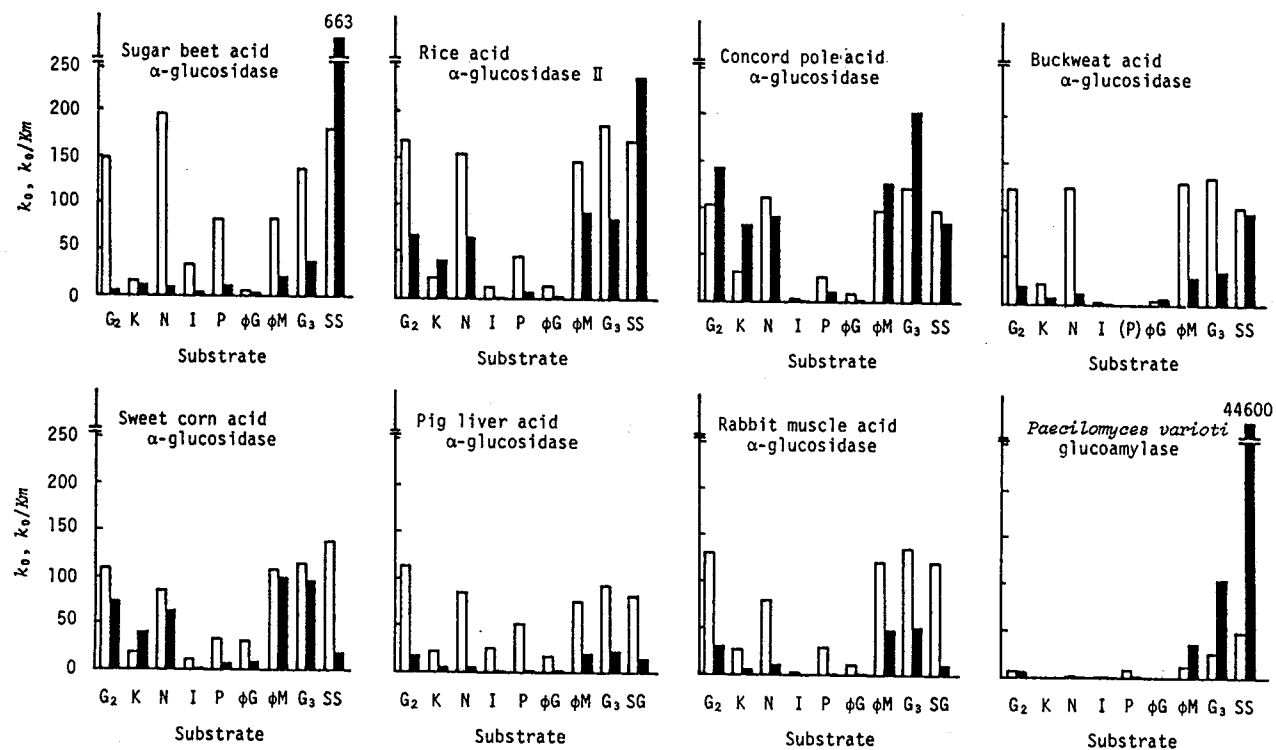 663
Sugar beet acid
α-glucosidase
Rice acid
α-glucosidase II
Concord pole acid
α-glucosidase
Buckweat acid
α-glucosidase
k₀, k₀/Km
250
200
150
100
50
0
G₂ K N I P φG φM G₃ SS
G₂ K N I P φG φM G₃ SS
G₂ K N I P φG φM G₃ SS
G₂ K N I (P) φG φM G₃ SS
Substrate
Substrate
Substrate
Substrate
44600
Sweet corn acid
α-glucosidase
Pig liver acid
α-glucosidase
Rabbit muscle acid
α-glucosidase
Paecilomyces varioti
glucoamylase
k₀, k₀/Km
250
200
150
100
50
0
G₂ K N I P φG φM G₃ SS
G₂ K N I P φG φM G₃ SG
G₂ K N I P φG φM G₃ SG
G₂ K N I P φG φM G₃ SS
Substrate
Substrate
Substrate
Substrate